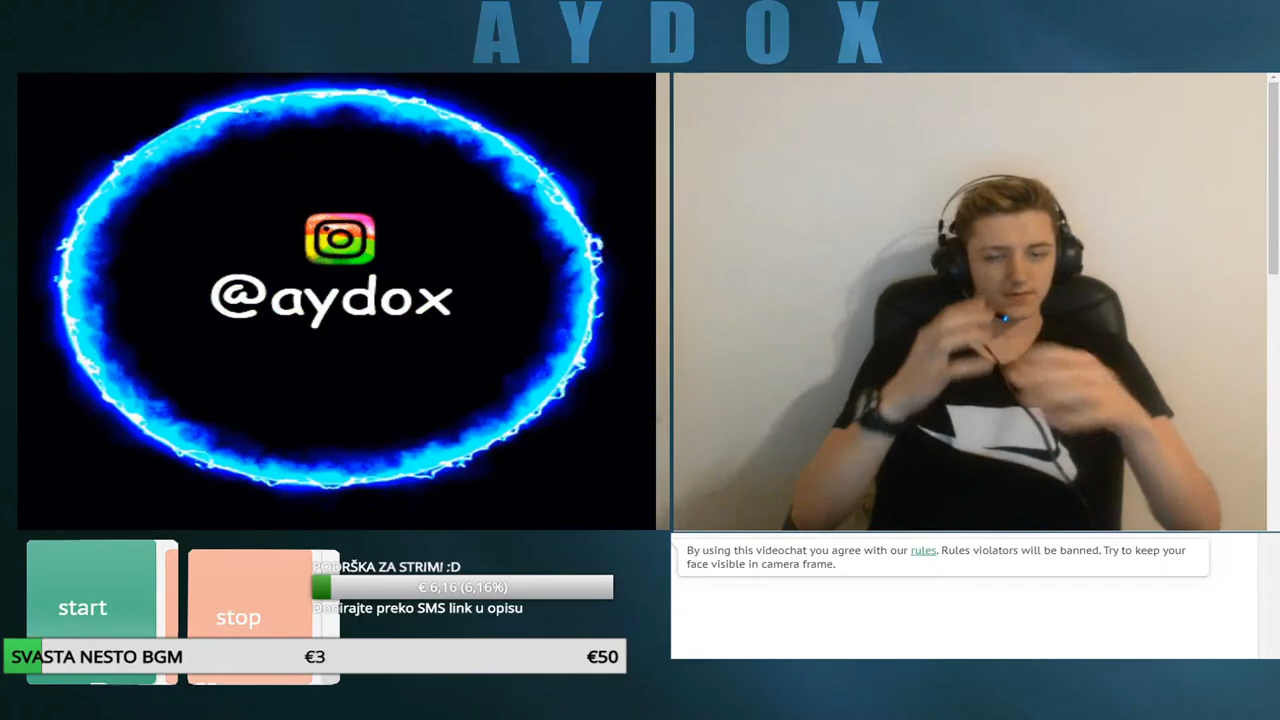 AYDOX
@aydox
By using this videochat you agree with our rules. Rules violators will be banned. Try to keep your
face visible in camera frame.
start
stop
PODRŠKA ZA STRIM! :D
€ 6,16 (6,16%)
Donirajte preko SMS link u opisu
SVASTA NESTO BGM €3 €50